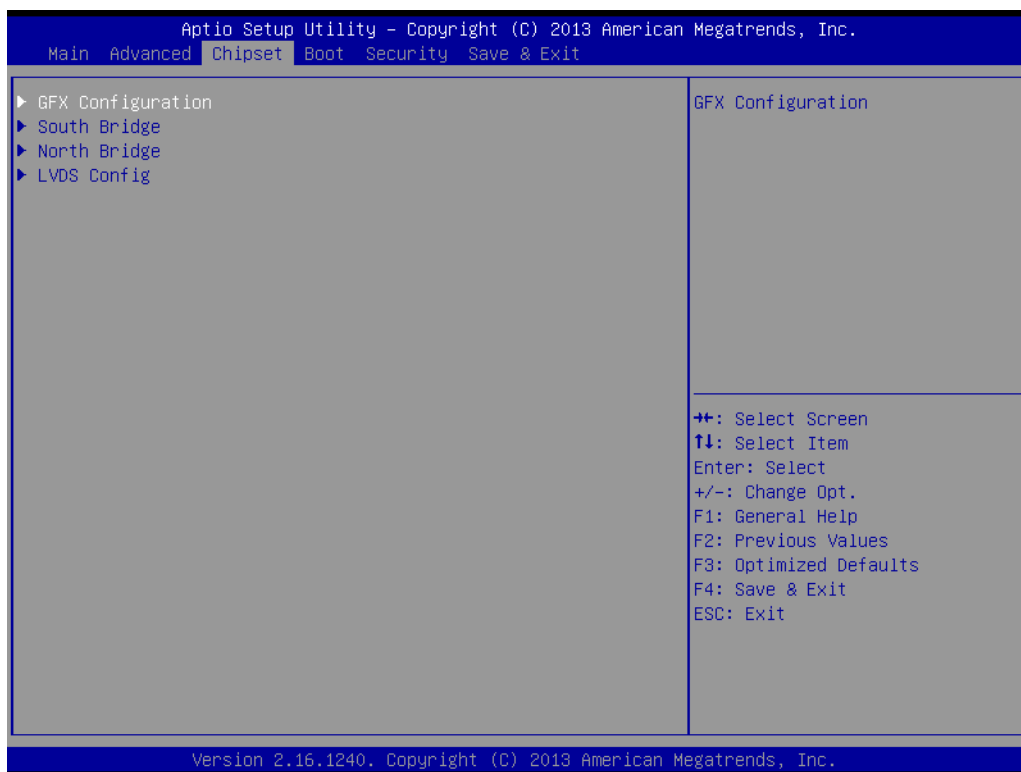 Aptio Setup Utility – Copyright (C) 2013 American Megatrends, Inc.
Main Advanced Chipset Boot Security Save & Exit
GFX Configuration
South Bridge
North Bridge
LVDS Config
GFX Configuration
→←: Select Screen
↑↓: Select Item
Enter: Select
+/-: Change Opt.
F1: General Help
F2: Previous Values
F3: Optimized Defaults
F4: Save & Exit
ESC: Exit
Version 2.16.1240. Copyright (C) 2013 American Megatrends, Inc.